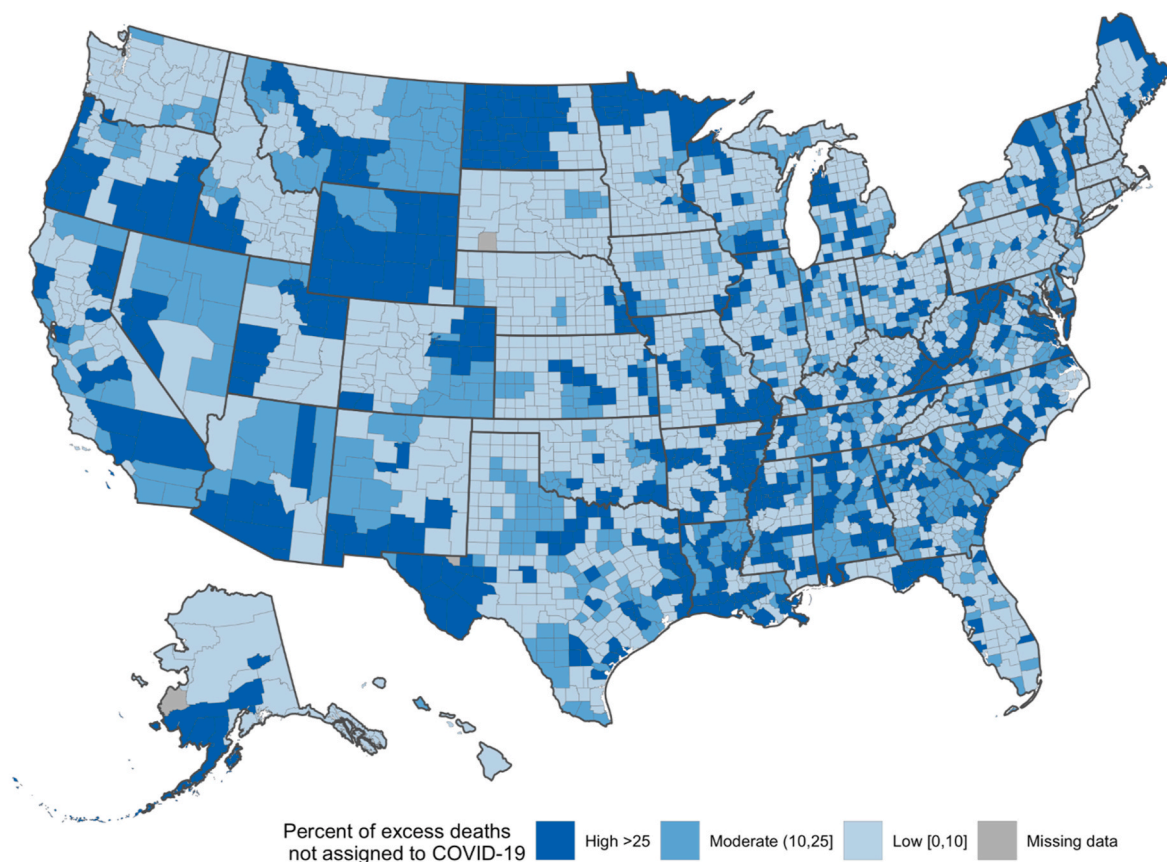 Percent of excess deaths
not assigned to COVID-19
High >25
Moderate (10,25]
Low [0,10]
Missing data